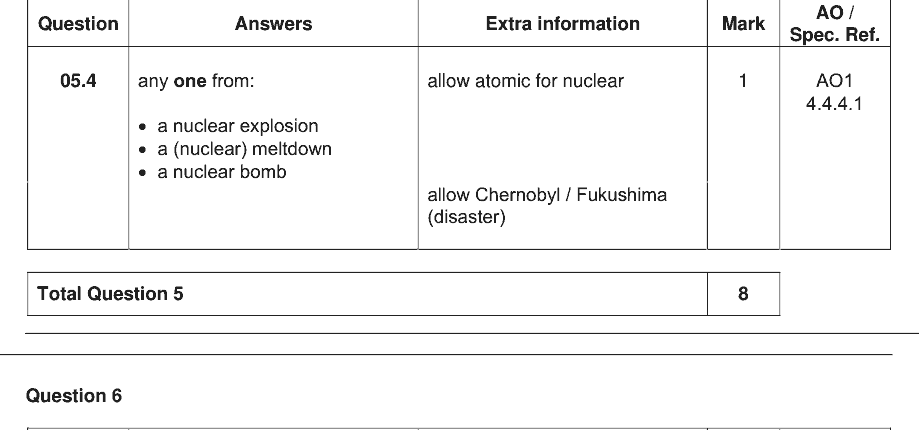 Question Answers Extra information Mark AO /
Spec. Ref.
05.4 any one from: allow atomic for nuclear 1 AO1
4.4.4.1
• a nuclear explosion
• a (nuclear) meltdown
• a nuclear bomb
allow Chernobyl / Fukushima
(disaster)
Total Question 5 8
Question 6